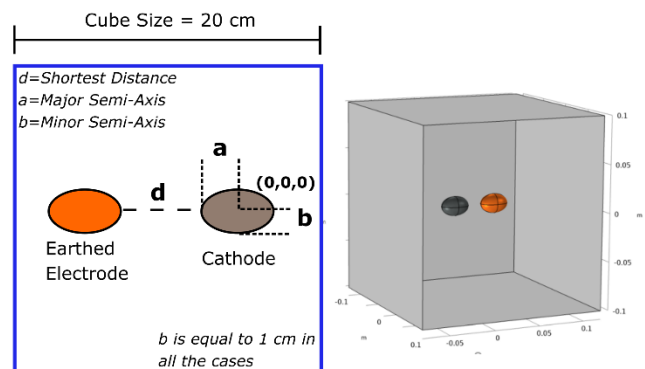 Cube Size = 20 cm
d=Shortest Distance
a=Major Semi-Axis
b=Minor Semi-Axis
a
(0,0,0)
d
b
Earthed
Electrode
Cathode
b is equal to 1 cm in
all the cases
0.1
0.05
0
m
-0.05
-0.1
-0.1
0
m
0.1
-0.05
0
0.05
0.1